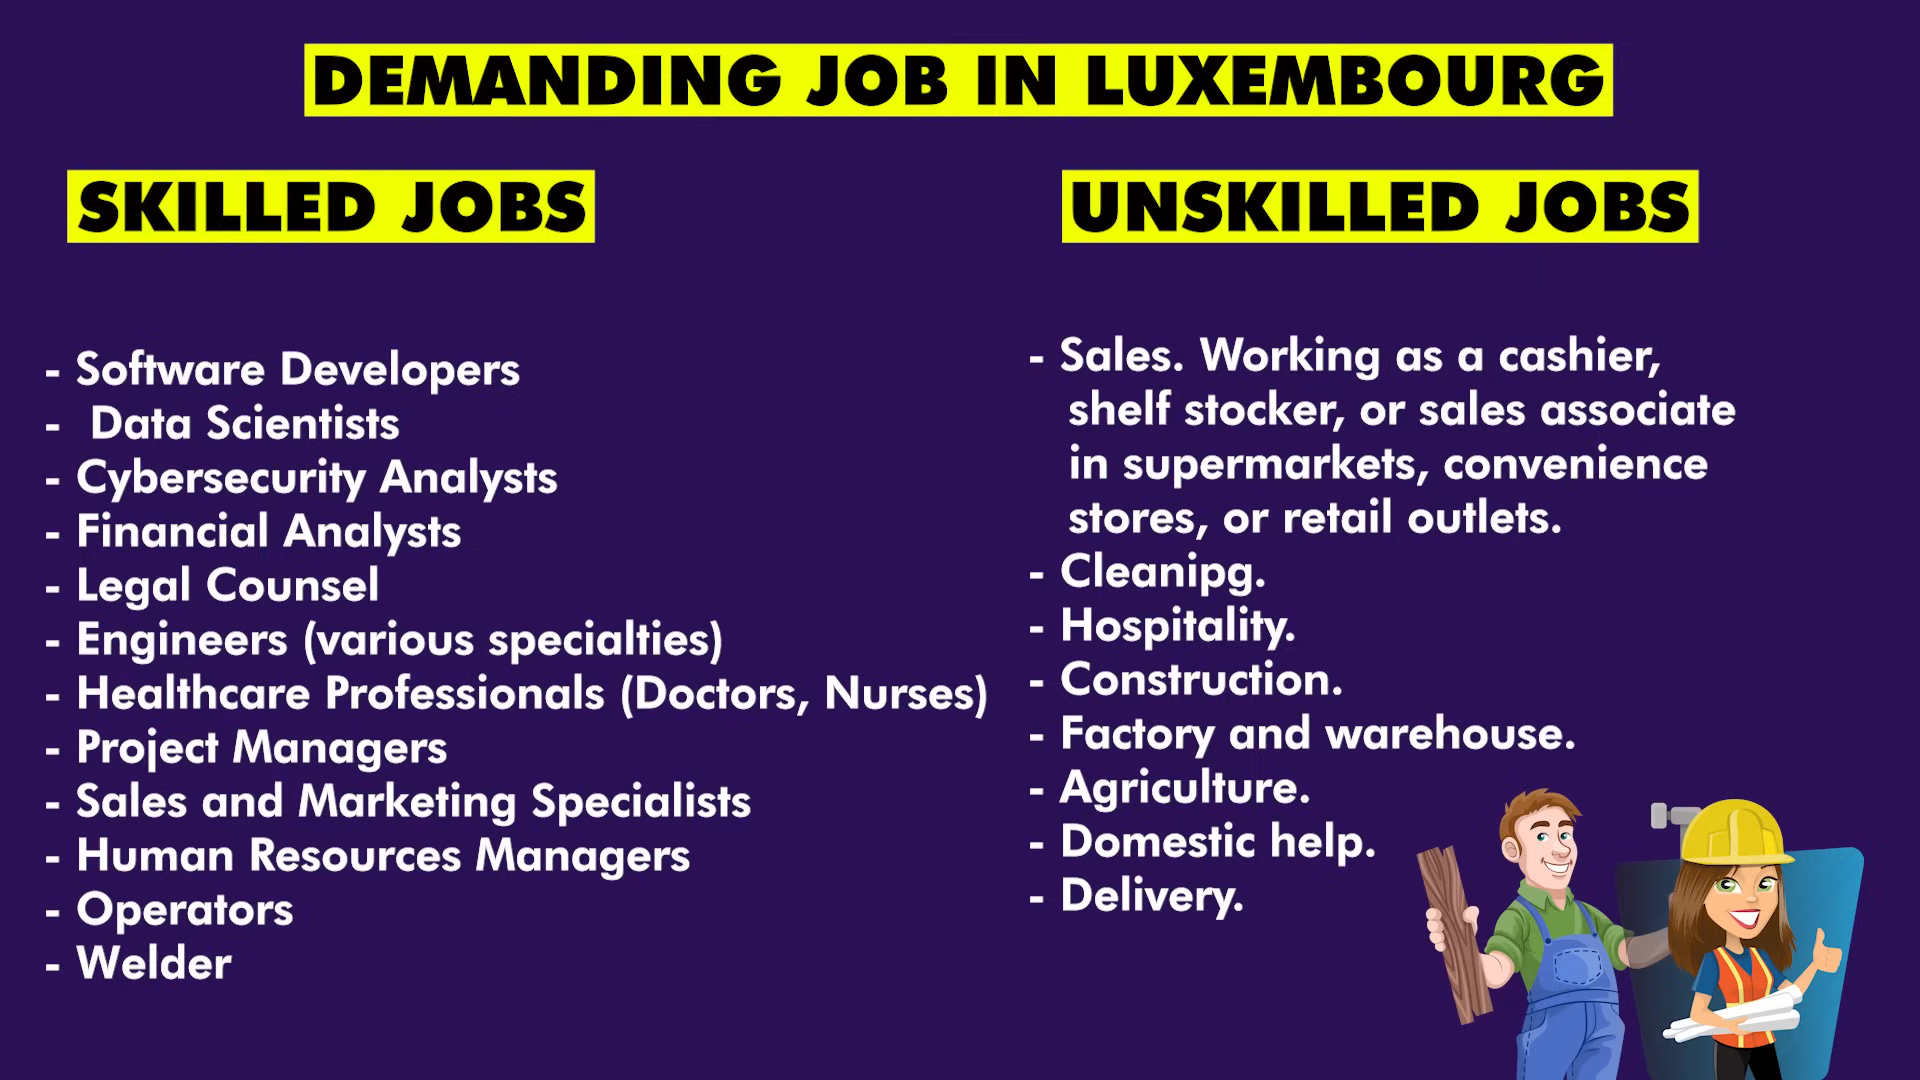 DEMANDING JOB IN LUXEMBOURG
SKILLED JOBS
- Software Developers
- Data Scientists
- Cybersecurity Analysts
- Financial Analysts
- Legal Counsel
- Engineers (various specialties)
- Healthcare Professionals (Doctors, Nurses)
- Project Managers
- Sales and Marketing Specialists
- Human Resources Managers
- Operators
- Welder
UNSKILLED JOBS
- Sales. Working as a cashier,
shelf stocker, or sales associate
in supermarkets, convenience
stores, or retail outlets.
- Cleanipg.
- Hospitality.
- Construction.
- Factory and warehouse.
- Agriculture.
- Domestic help.
- Delivery.